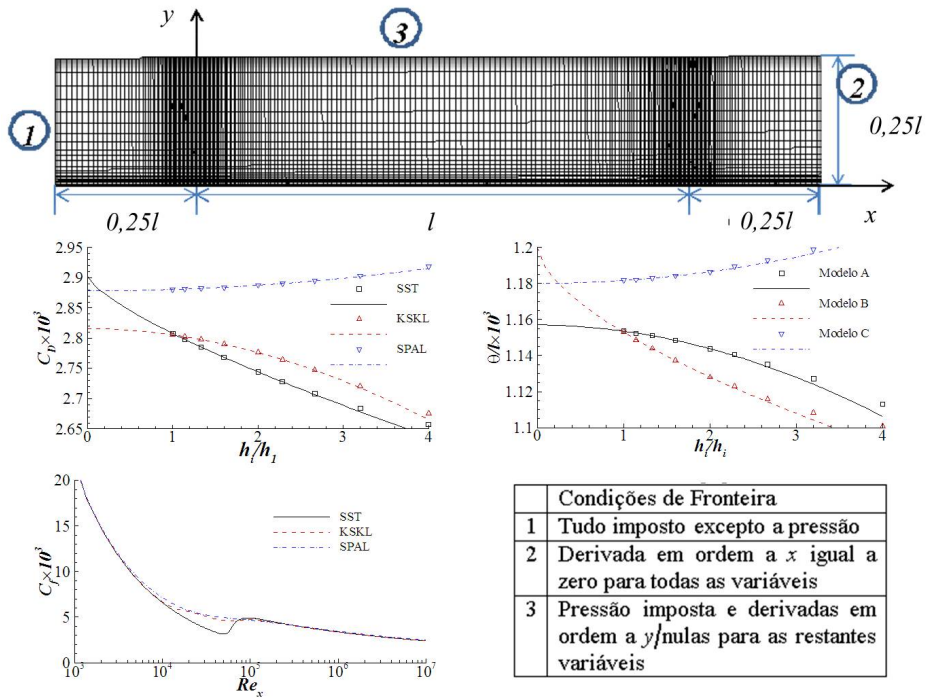 y
3
1
2
0,25l
0,25l
l
0,25l
x
2.95
2.9
2.85
2.8
2.75
2.7
2.65
C_D×10³
0
1
2
3
4
h_i/h_1
SST
KSKL
SPAL
1.2
1.18
1.16
1.14
1.12
1.1
θ/l×10³
0
1
2
3
4
h_i/h_i
Modelo A
Modelo B
Modelo C
20
15
10
5
0
C_f×10³
10³
10⁴
10⁵
10⁶
10⁷
Re_x
SST
KSKL
SPAL
Condições de Fronteira
1 Tudo imposto excepto a pressão
2 Derivada em ordem a x igual a
zero para todas as variáveis
3 Pressão imposta e derivadas em
ordem a y nulas para as restantes
variáveis